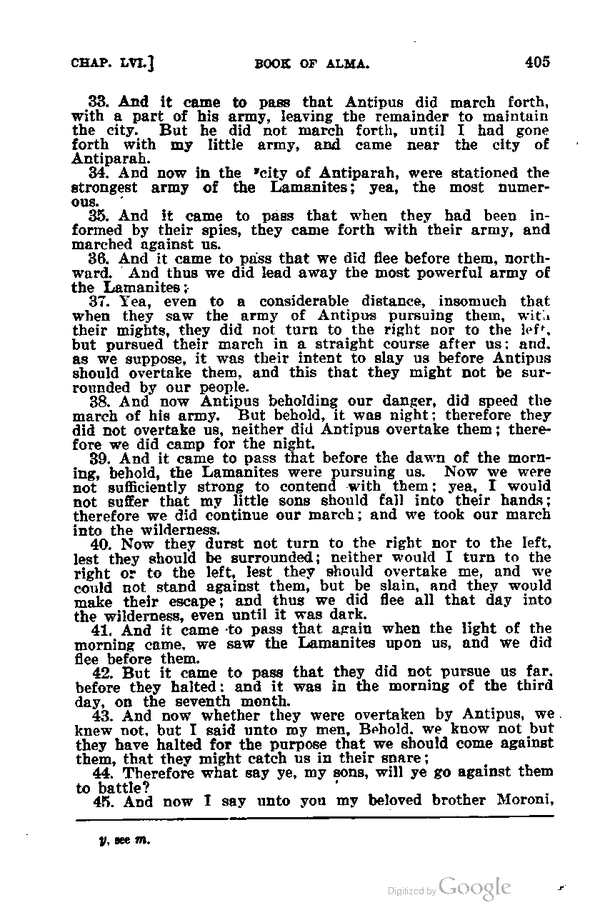 CHAP. LVI.] BOOK OF ALMA. 405
33. And it came to pass that Antipus did march forth,
with a part of his army, leaving the remainder to maintain
the city. But he did not march forth, until I had gone
forth with my little army, and came near the city of
Antiparah.
34. And now in the ʸcity of Antiparah, were stationed the
strongest army of the Lamanites; yea, the most numer-
ous.
35. And it came to pass that when they had been in-
formed by their spies, they came forth with their army, and
marched against us.
36. And it came to pass that we did flee before them, north-
ward. And thus we did lead away the most powerful army of
the Lamanites;
37. Yea, even to a considerable distance, insomuch that
when they saw the army of Antipus pursuing them, with
their mights, they did not turn to the right nor to the left,
but pursued their march in a straight course after us; and,
as we suppose, it was their intent to slay us before Antipus
should overtake them, and this that they might not be sur-
rounded by our people.
38. And now Antipus beholding our danger, did speed the
march of his army. But behold, it was night; therefore they
did not overtake us, neither did Antipus overtake them; there-
fore we did camp for the night.
39. And it came to pass that before the dawn of the morn-
ing, behold, the Lamanites were pursuing us. Now we were
not sufficiently strong to contend with them; yea, I would
not suffer that my little sons should fall into their hands;
therefore we did continue our march; and we took our march
into the wilderness.
40. Now they durst not turn to the right nor to the left,
lest they should be surrounded; neither would I turn to the
right or to the left, lest they should overtake me, and we
could not stand against them, but be slain, and they would
make their escape; and thus we did flee all that day into
the wilderness, even until it was dark.
41. And it came to pass that again when the light of the
morning came, we saw the Lamanites upon us, and we did
flee before them.
42. But it came to pass that they did not pursue us far,
before they halted; and it was in the morning of the third
day, on the seventh month.
43. And now whether they were overtaken by Antipus, we
knew not, but I said unto my men, Behold, we know not but
they have halted for the purpose that we should come against
them, that they might catch us in their snare;
44. Therefore what say ye, my sons, will ye go against them
to battle?
45. And now I say unto you my beloved brother Moroni,
y, see m.
Digitized by Google